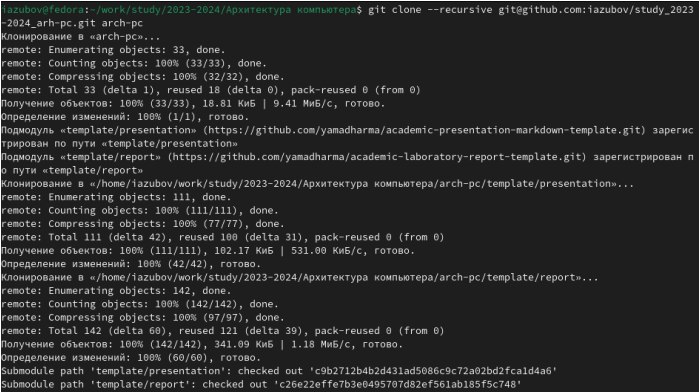 iazubov@fedora:~/work/study/2023-2024/Архитектура компьютера$ git clone --recursive git@github.com:iazubov/study_2023
-2024_arh-pc.git arch-pc
Клонирование в «arch-pc»...
remote: Enumerating objects: 33, done.
remote: Counting objects: 100% (33/33), done.
remote: Compressing objects: 100% (32/32), done.
remote: Total 33 (delta 1), reused 18 (delta 0), pack-reused 0 (from 0)
Получение объектов: 100% (33/33), 18.81 КиБ | 9.41 МиБ/с, готово.
Определение изменений: 100% (1/1), готово.
Подмодуль «template/presentation» (https://github.com/yamadharma/academic-presentation-markdown-template.git) зарегис
трирован по пути «template/presentation»
Подмодуль «template/report» (https://github.com/yamadharma/academic-laboratory-report-template.git) зарегистрирован п
о пути «template/report»
Клонирование в «/home/iazubov/work/study/2023-2024/Архитектура компьютера/arch-pc/template/presentation»...
remote: Enumerating objects: 111, done.
remote: Counting objects: 100% (111/111), done.
remote: Compressing objects: 100% (77/77), done.
remote: Total 111 (delta 42), reused 100 (delta 31), pack-reused 0 (from 0)
Получение объектов: 100% (111/111), 102.17 КиБ | 531.00 КиБ/с, готово.
Определение изменений: 100% (42/42), готово.
Клонирование в «/home/iazubov/work/study/2023-2024/Архитектура компьютера/arch-pc/template/report»...
remote: Enumerating objects: 142, done.
remote: Counting objects: 100% (142/142), done.
remote: Compressing objects: 100% (97/97), done.
remote: Total 142 (delta 60), reused 121 (delta 39), pack-reused 0 (from 0)
Получение объектов: 100% (142/142), 341.09 КиБ | 1.18 МиБ/с, готово.
Определение изменений: 100% (60/60), готово.
Submodule path 'template/presentation': checked out 'c9b2712b4b2d431ad5086c9c72a02bd2fca1d4a6'
Submodule path 'template/report': checked out 'c26e22effe7b3e0495707d82ef561ab185f5c748'